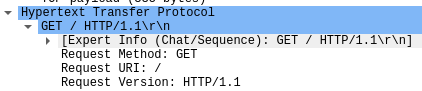 Hypertext Transfer Protocol
GET / HTTP/1.1\r\n
[Expert Info (Chat/Sequence): GET / HTTP/1.1\r\n]
Request Method: GET
Request URI: /
Request Version: HTTP/1.1